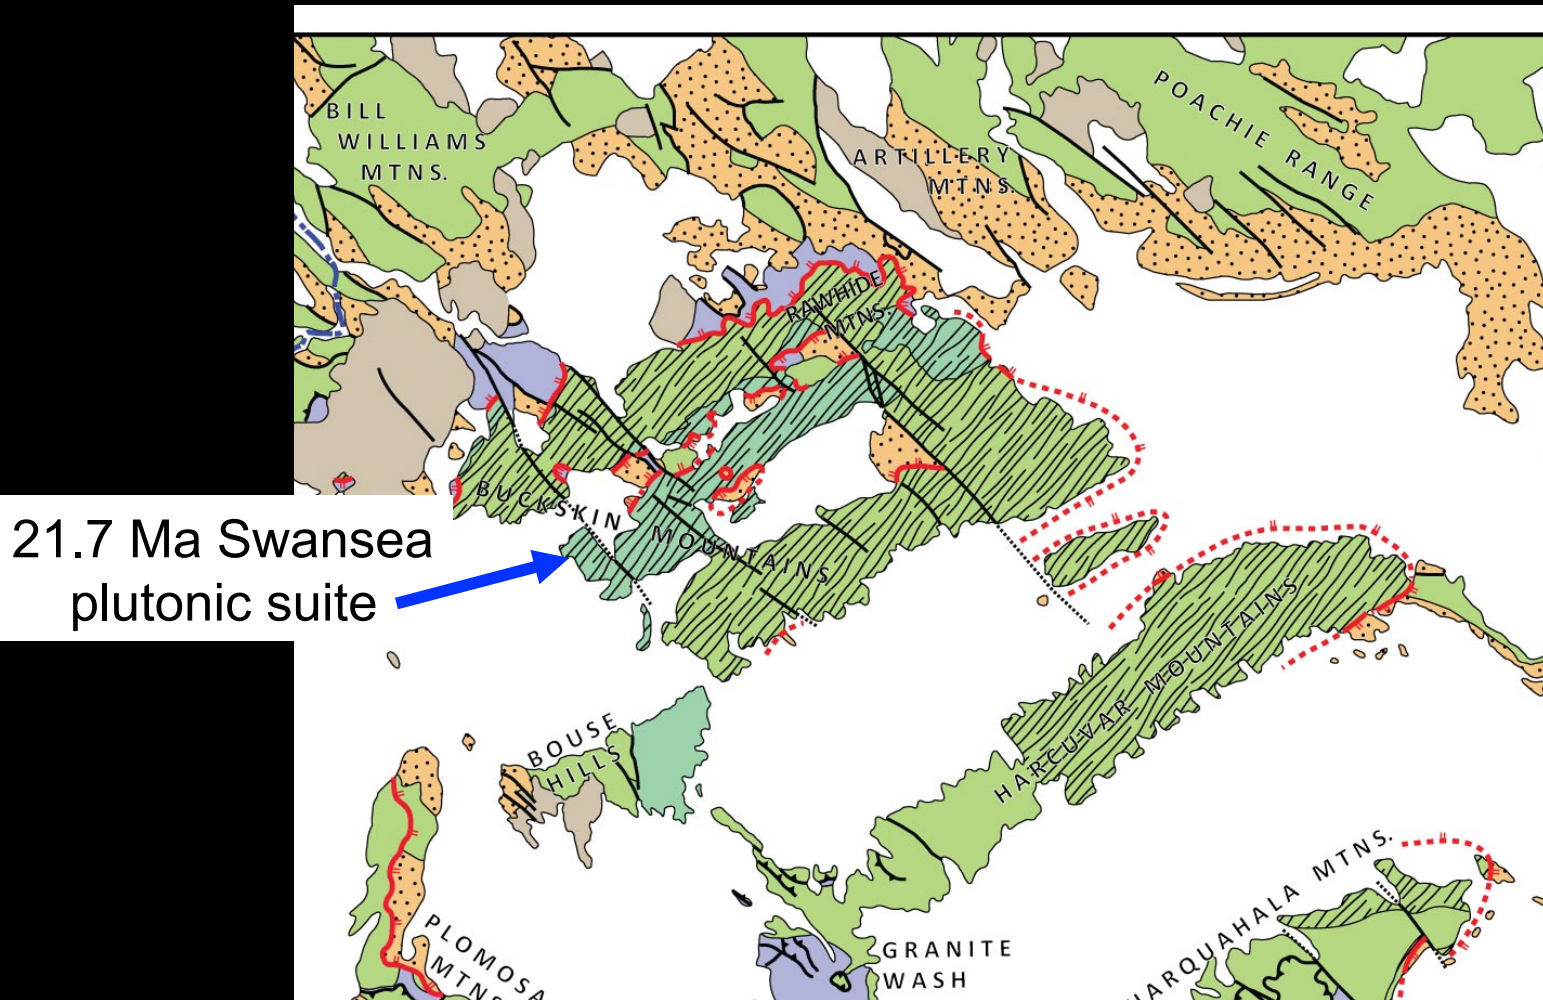 BILL
WILLIAMS
MTNS.
ARTILLERY
MTNS.
POACHIE RANGE
RAWHIDE
MTNS.
BUCKSKIN MOUNTAINS
21.7 Ma Swansea
plutonic suite
HARCUVAR MOUNTAINS
BOUSE
HILLS
PLOMOSA
MTNS
GRANITE
WASH
HARQUAHALA MTNS.